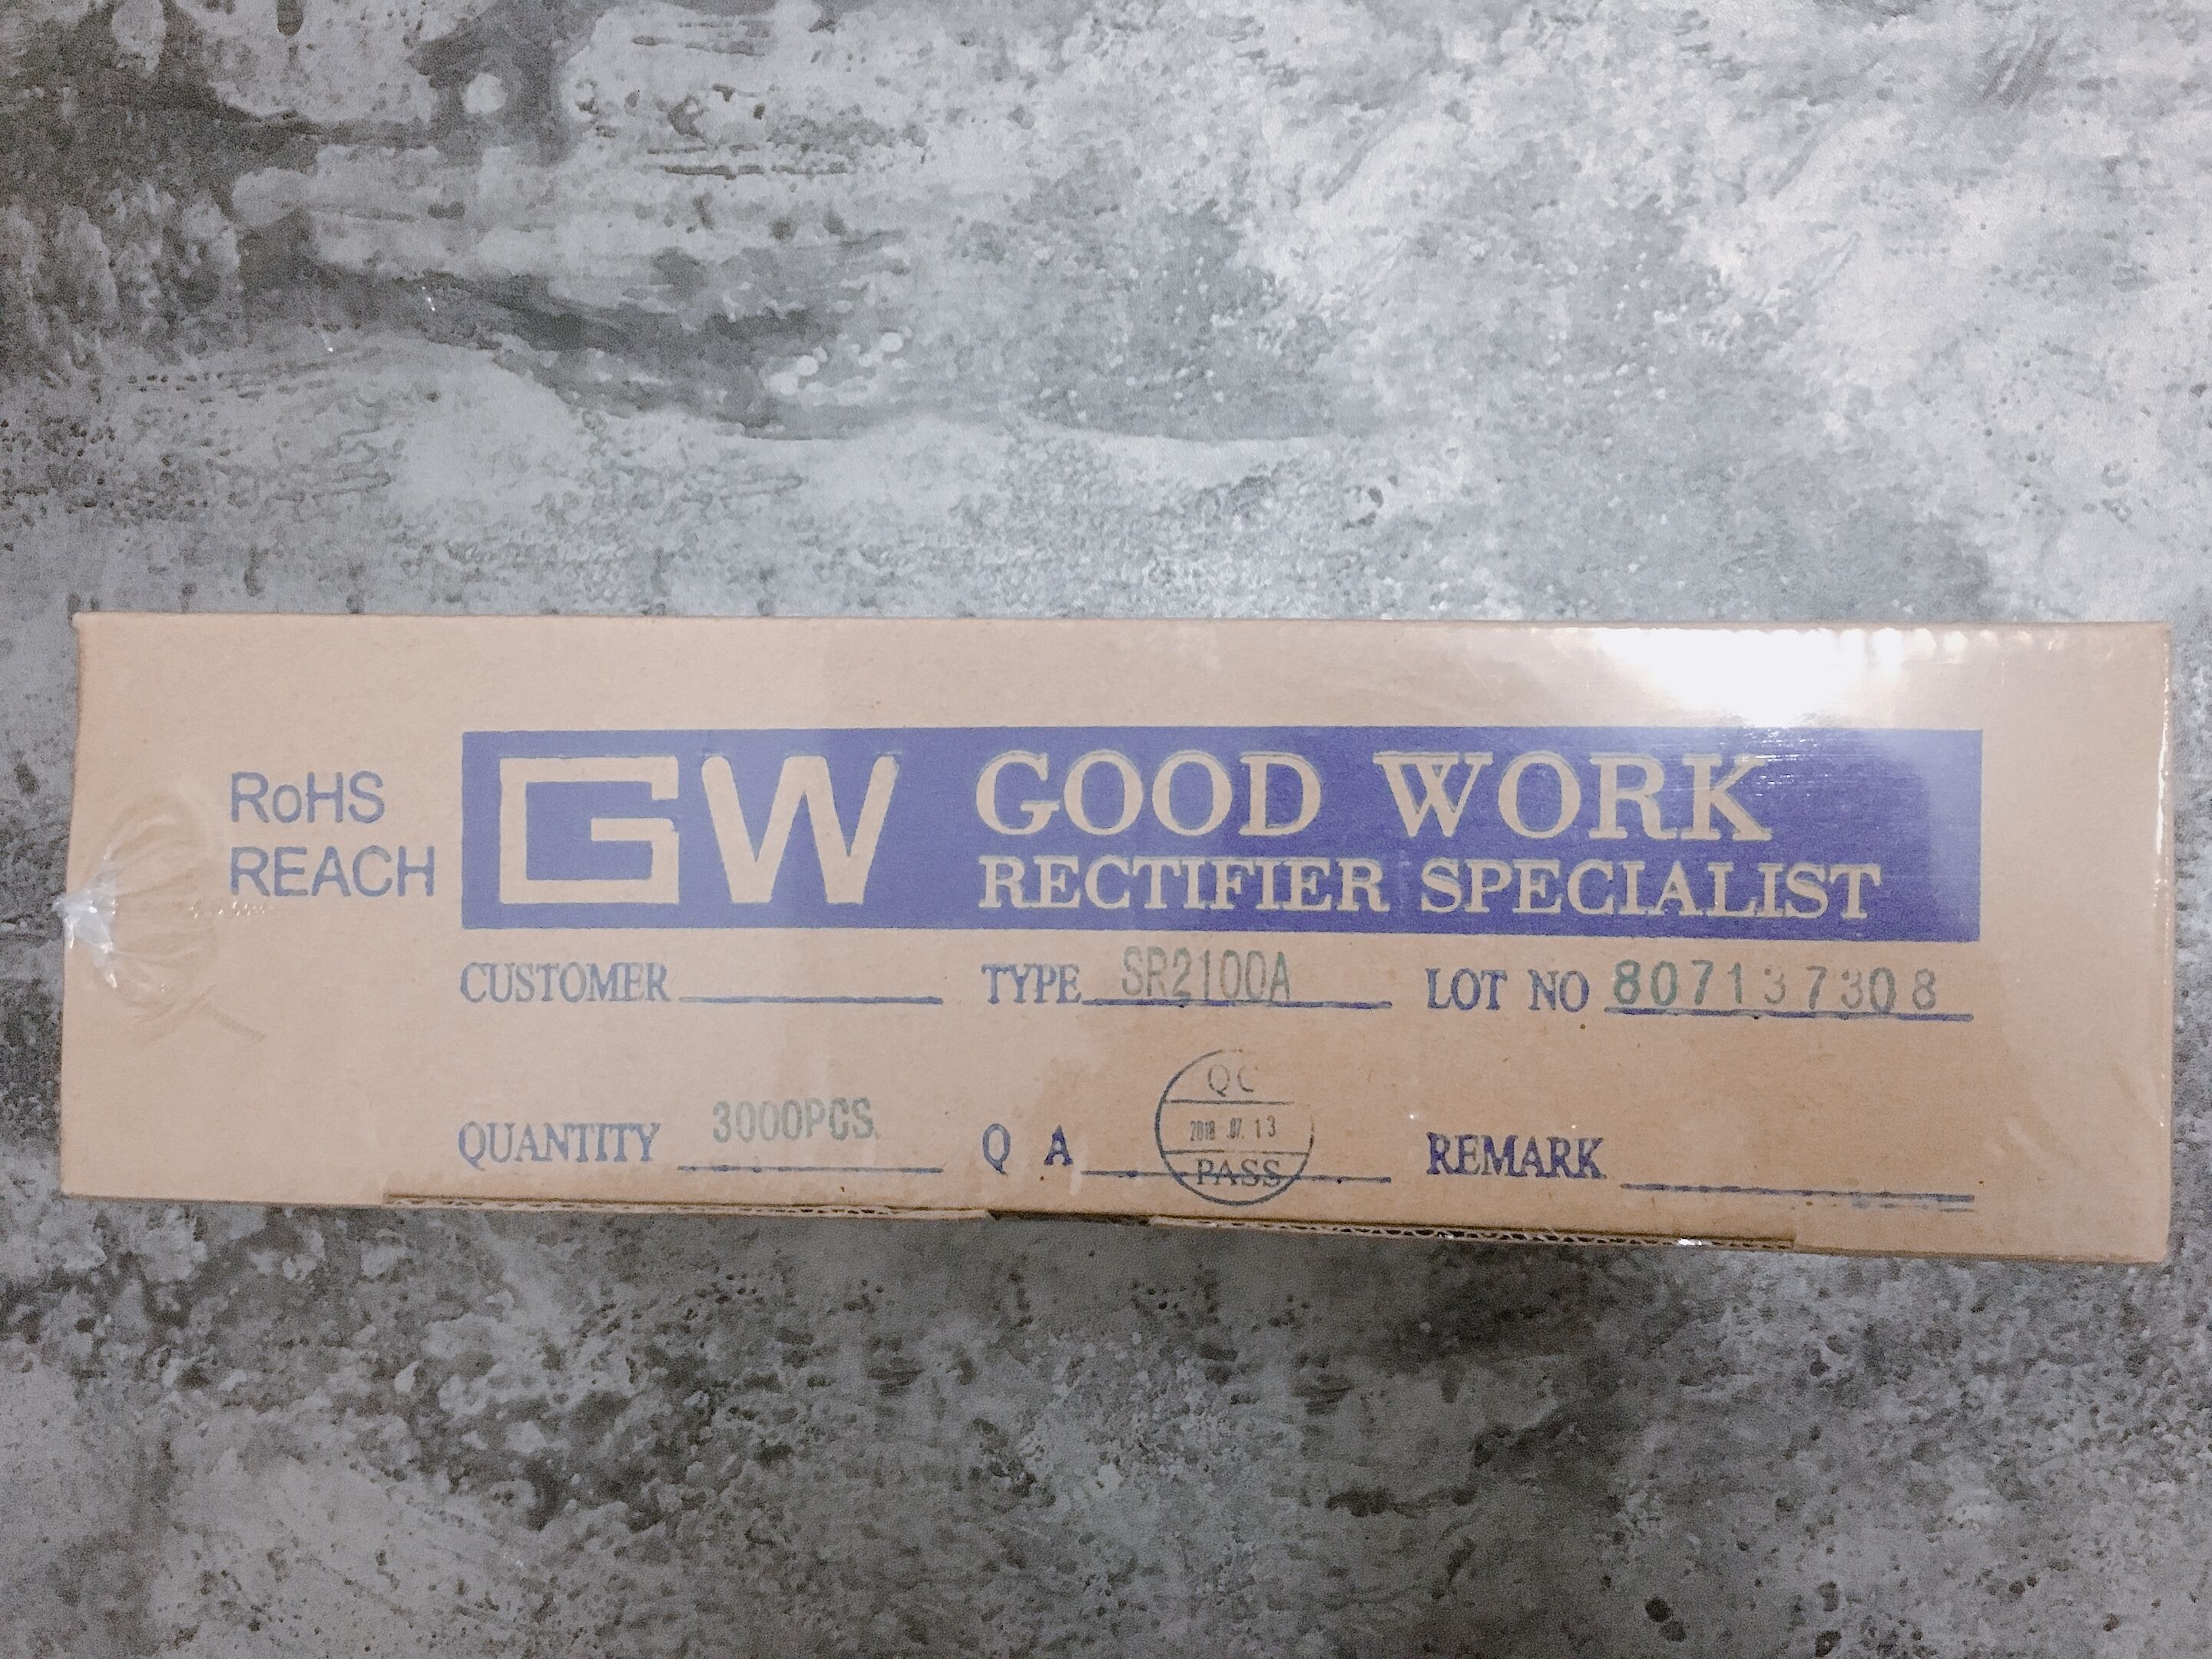 RoHS
REACH
GW
GOOD WORK
RECTIFIER SPECIALIST
CUSTOMER
TYPE SR2100A
LOT NO 807137308
QUANTITY 3000PCS.
Q A
QC
2018 .07. 13
PASS
REMARK